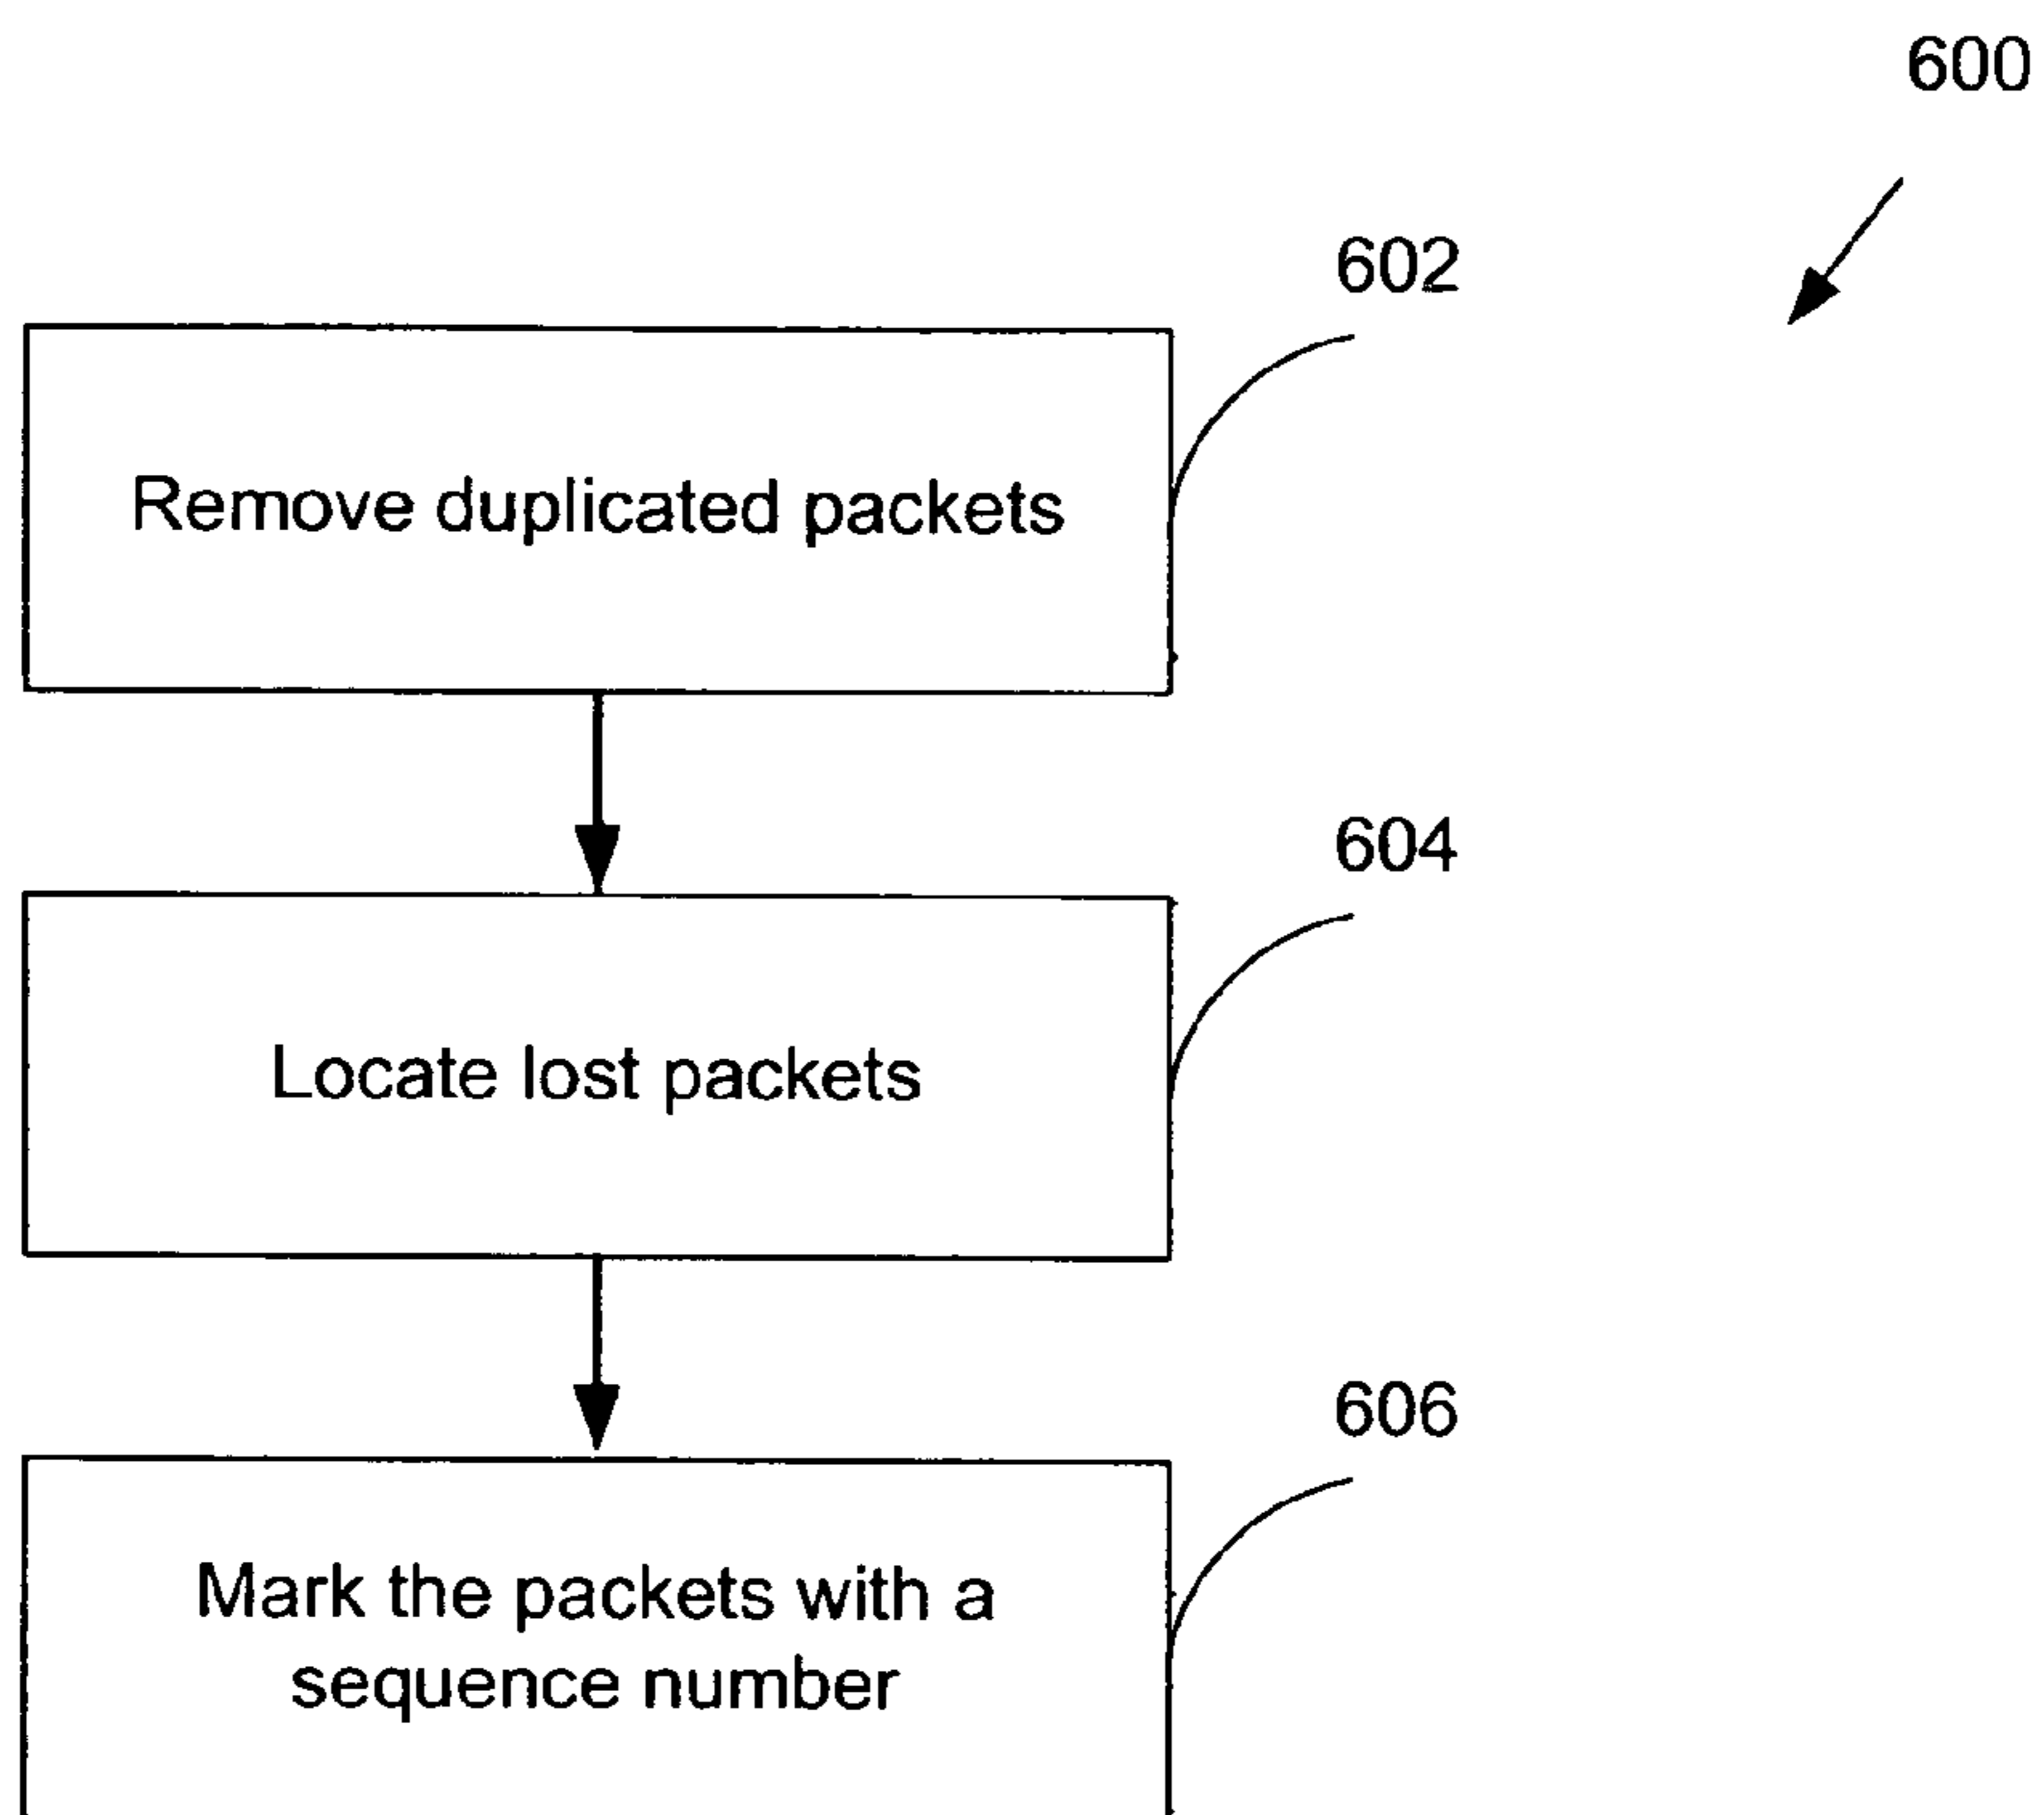 600
602
Remove duplicated packets
604
Locate lost packets
606
Mark the packets with a
sequence number